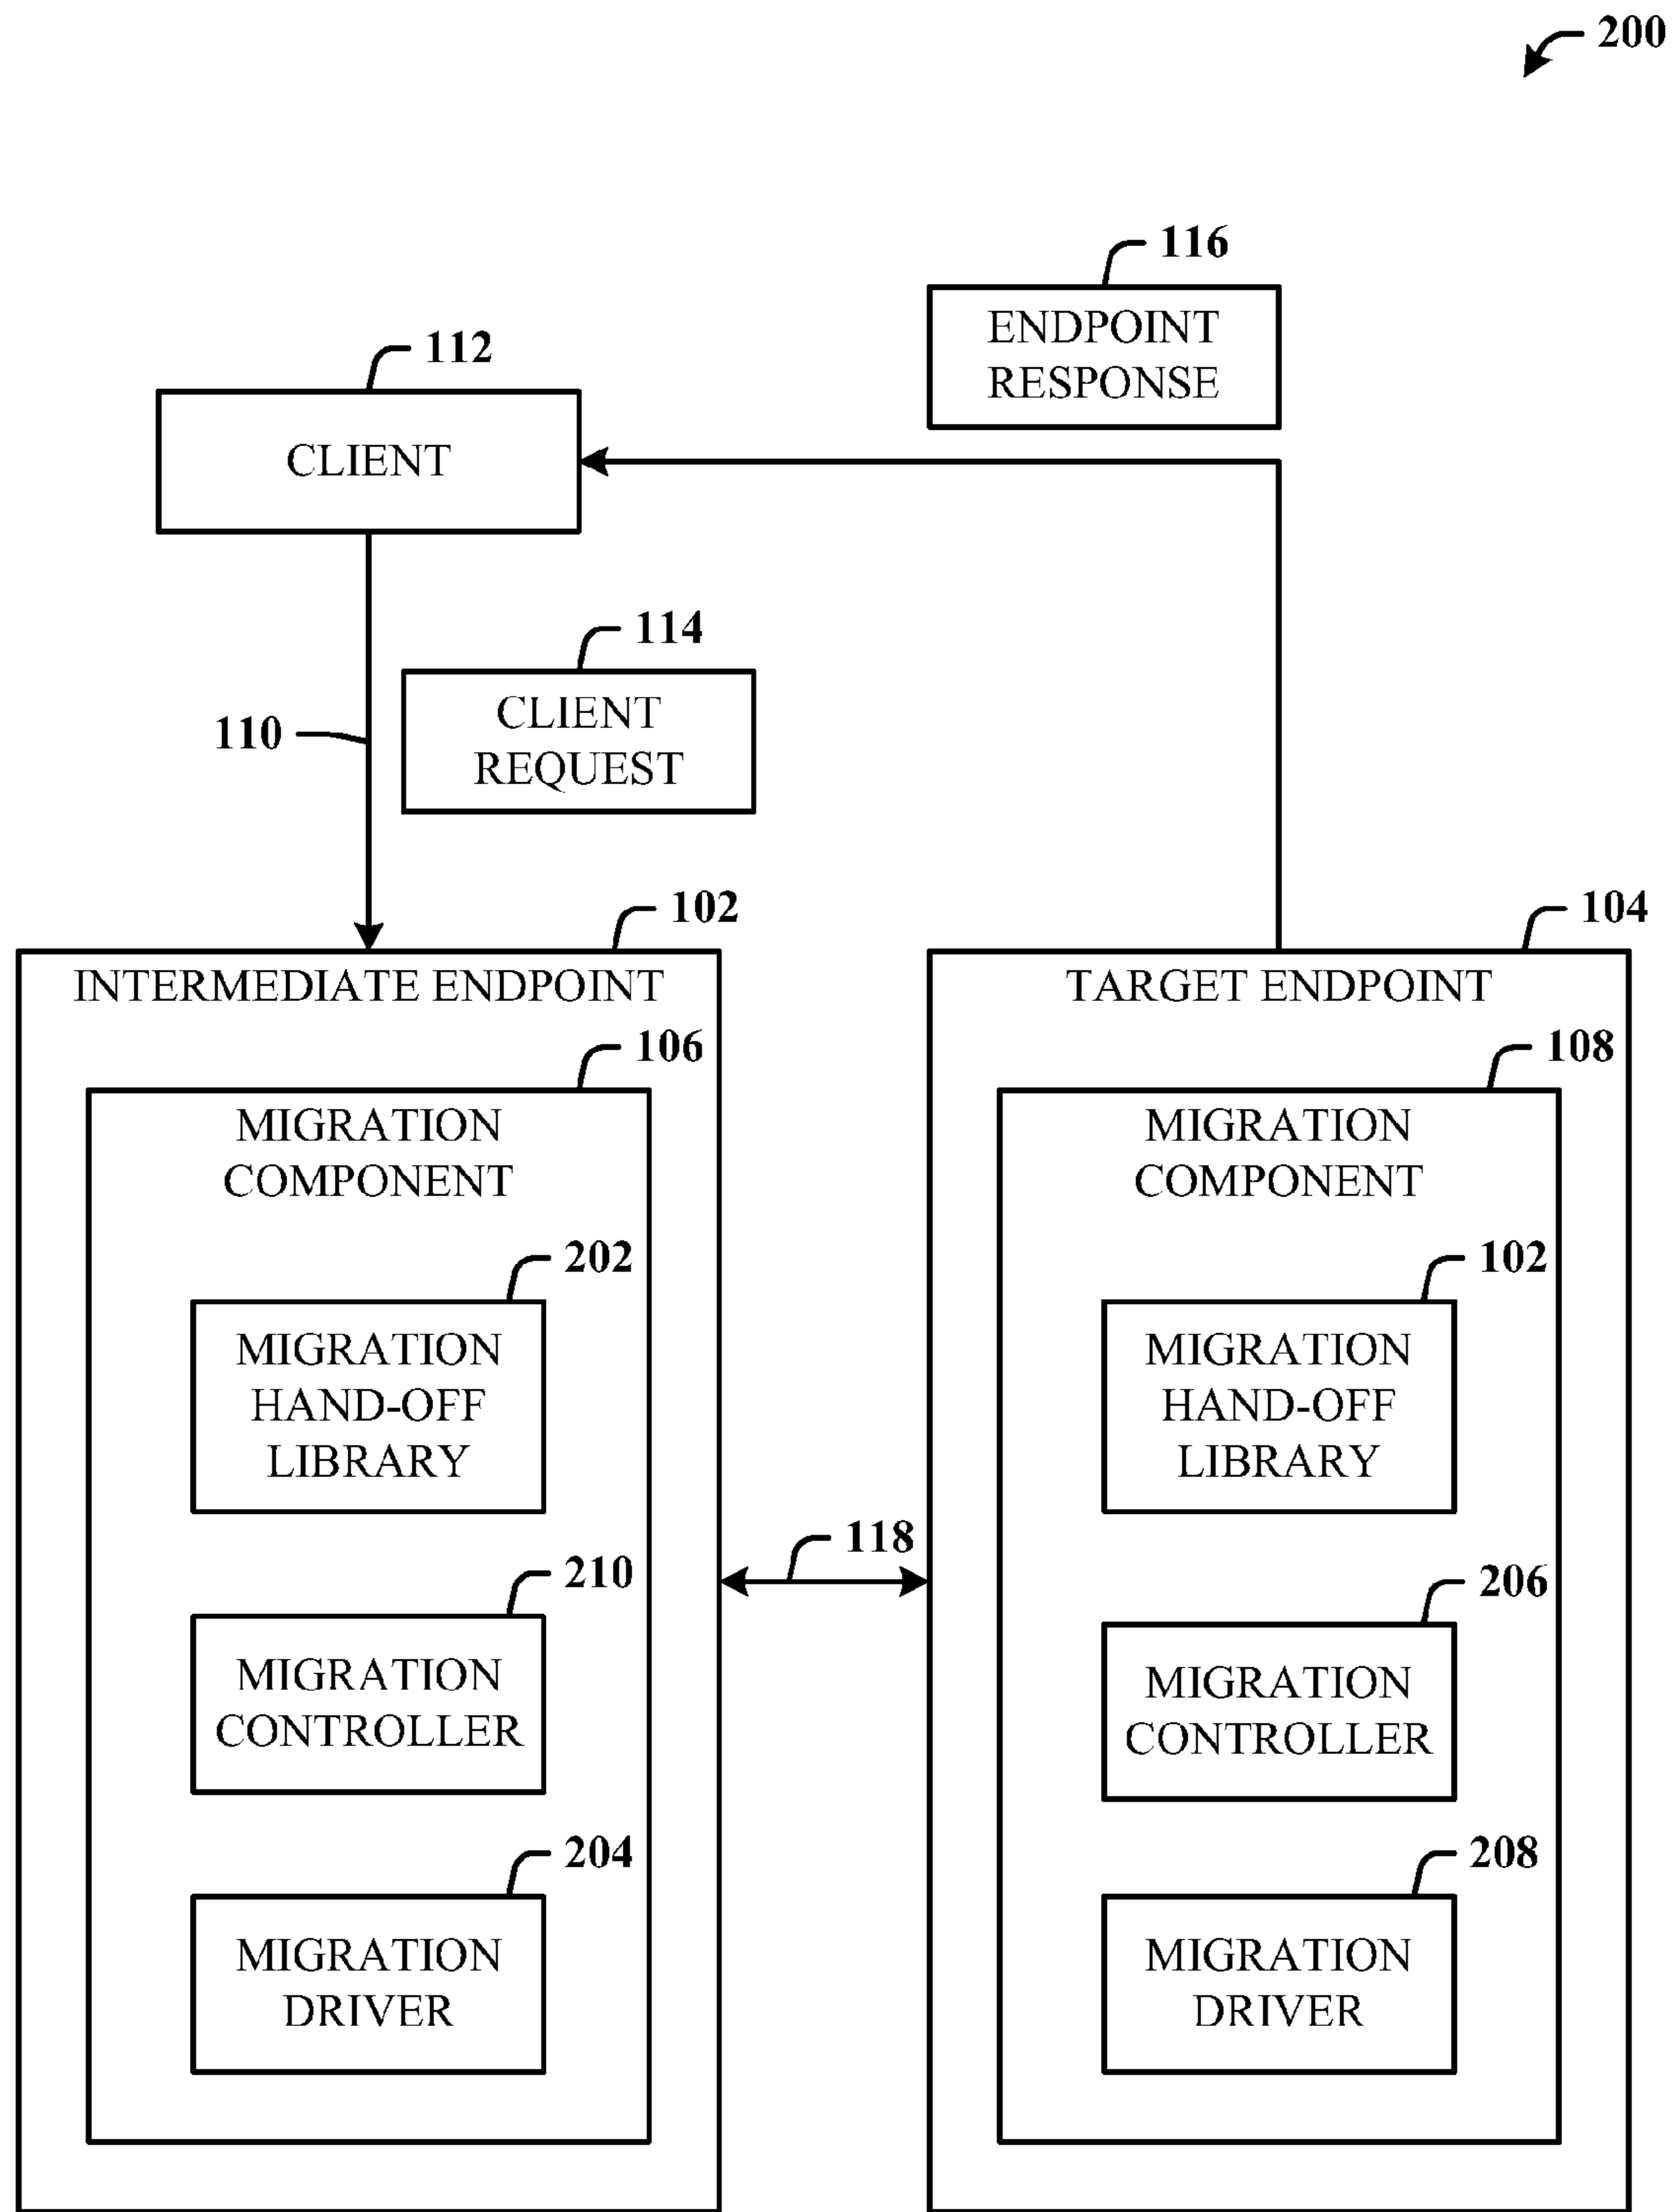 200
116
ENDPOINT
RESPONSE
112
CLIENT
114
CLIENT
REQUEST
110
102
INTERMEDIATE ENDPOINT
106
MIGRATION
COMPONENT
202
MIGRATION
HAND-OFF
LIBRARY
210
MIGRATION
CONTROLLER
204
MIGRATION
DRIVER
118
104
TARGET ENDPOINT
108
MIGRATION
COMPONENT
102
MIGRATION
HAND-OFF
LIBRARY
206
MIGRATION
CONTROLLER
208
MIGRATION
DRIVER